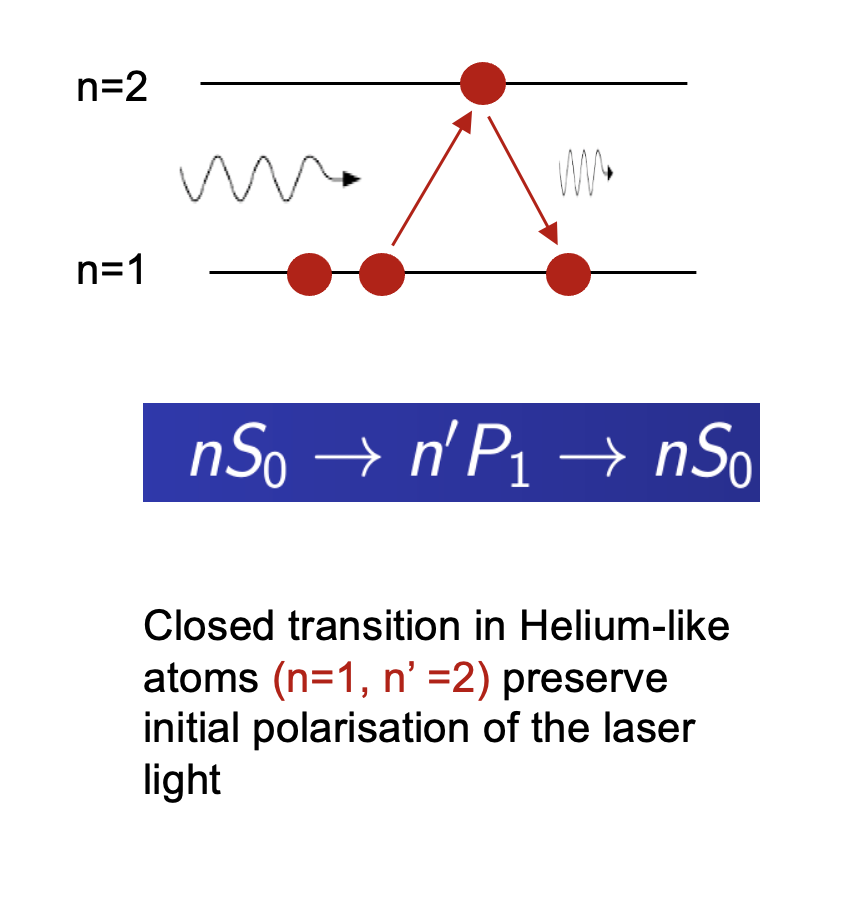 n=2
n=1
nS₀ → n′P₁ → nS₀
Closed transition in Helium-like
atoms (n=1, n’ =2) preserve
initial polarisation of the laser
light